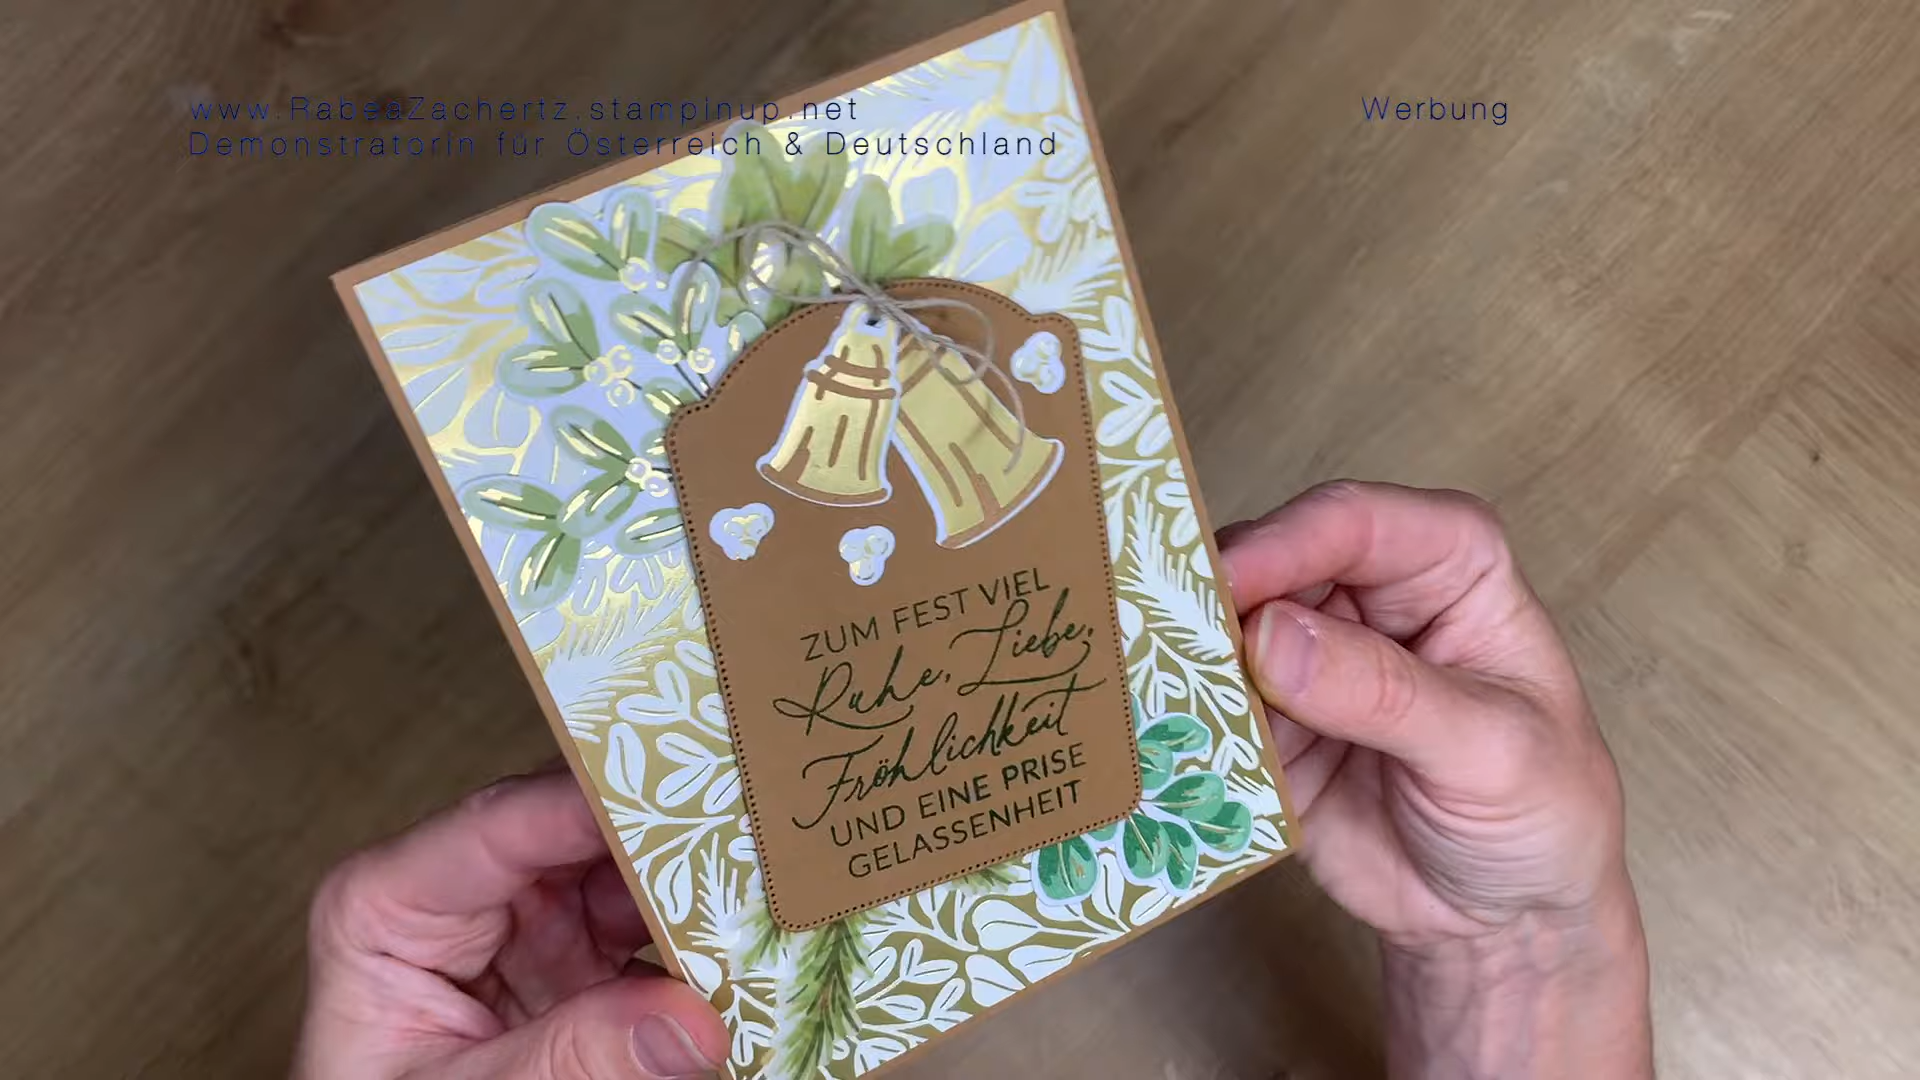 www.RabeaZachertz.stampinup.net
Demonstratorin für Österreich & Deutschland
Werbung
ZUM FEST VIEL
Ruhe, Liebe,
Fröhlichkeit
UND EINE PRISE
GELASSENHEIT